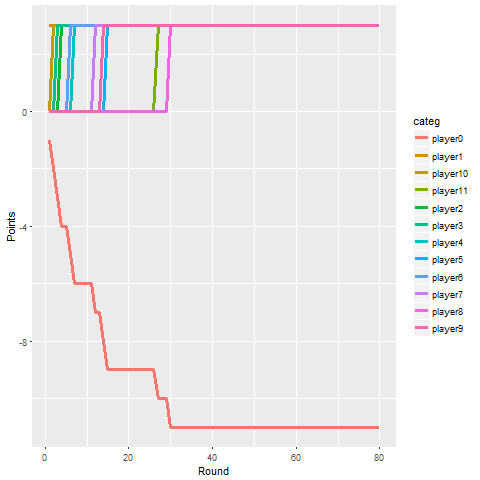 0
-4
-8
Points
0
20
40
60
80
Round
categ
player0
player1
player10
player11
player2
player3
player4
player5
player6
player7
player8
player9